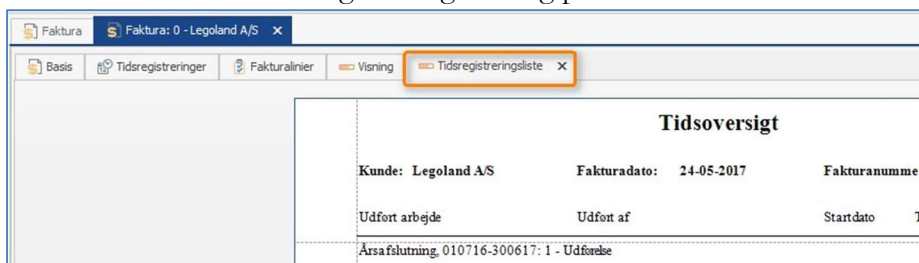 Faktura Faktura: 0 - Legoland A/S
Basis Tidsregistreringer Fakturalinier Visning Tidsregistreringsliste
Tidsoversigt
Kunde: Legoland A/S Fakturadato: 24-05-2017
Udført arbejde Udført af Startdato
Årsafslutning, 010716-300617: 1 - Udførelse